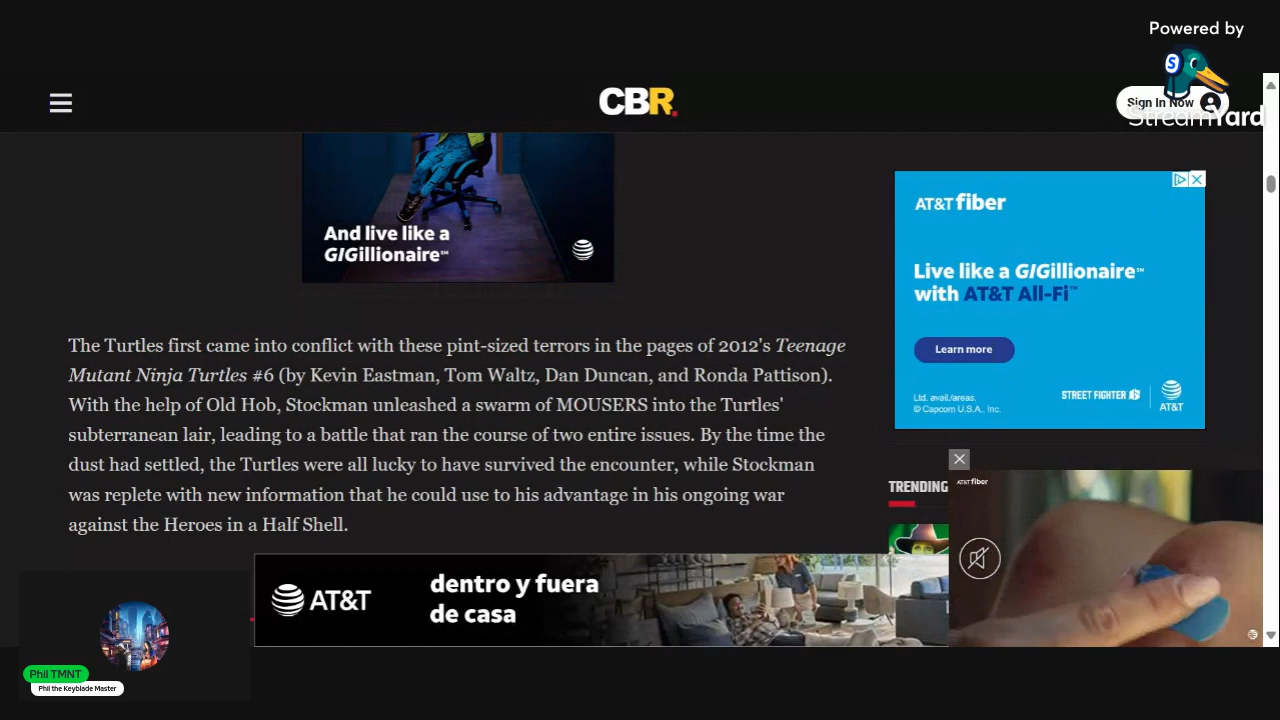 Powered by
StreamYard
CBR
Sign In Now
And live like a
GIGillionaire℠
AT&T fiber
Live like a GIGillionaire℠
with AT&T All-Fi™
Learn more
Ltd. avail./areas.
© Capcom U.S.A., Inc.
STREET FIGHTER 6
AT&T
The Turtles first came into conflict with these pint-sized terrors in the pages of 2012's Teenage
Mutant Ninja Turtles #6 (by Kevin Eastman, Tom Waltz, Dan Duncan, and Ronda Pattison).
With the help of Old Hob, Stockman unleashed a swarm of MOUSERS into the Turtles'
subterranean lair, leading to a battle that ran the course of two entire issues. By the time the
dust had settled, the Turtles were all lucky to have survived the encounter, while Stockman
was replete with new information that he could use to his advantage in his ongoing war
against the Heroes in a Half Shell.
TRENDING
AT&T fiber
AT&T
dentro y fuera
de casa
Phil TMNT
Phil the Keyblade Master